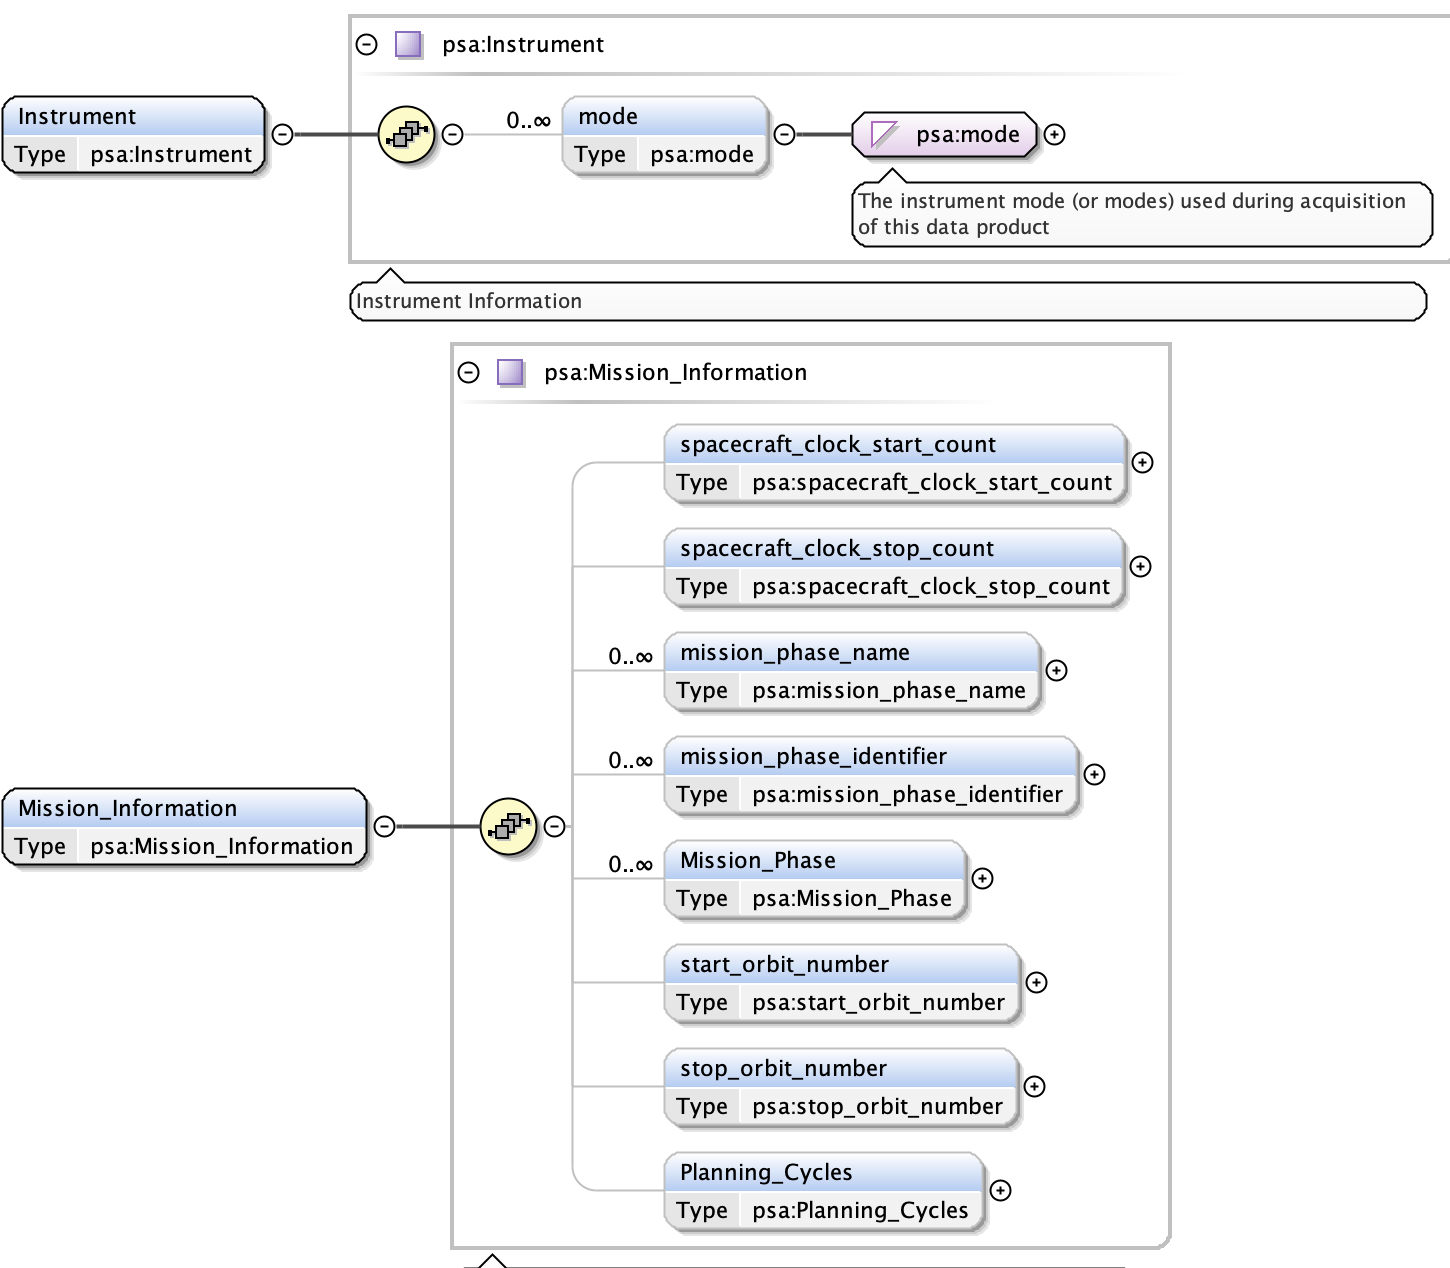 psa:Instrument
Instrument
Type psa:Instrument
0..∞
mode
Type psa:mode
psa:mode
The instrument mode (or modes) used during acquisition
of this data product
Instrument Information
psa:Mission_Information
spacecraft_clock_start_count
Type psa:spacecraft_clock_start_count
spacecraft_clock_stop_count
Type psa:spacecraft_clock_stop_count
0..∞
mission_phase_name
Type psa:mission_phase_name
0..∞
mission_phase_identifier
Type psa:mission_phase_identifier
Mission_Information
Type psa:Mission_Information
0..∞
Mission_Phase
Type psa:Mission_Phase
start_orbit_number
Type psa:start_orbit_number
stop_orbit_number
Type psa:stop_orbit_number
Planning_Cycles
Type psa:Planning_Cycles